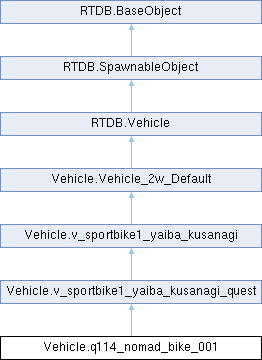 RTDB.BaseObject
RTDB.SpawnableObject
RTDB.Vehicle
Vehicle.Vehicle_2w_Default
Vehicle.v_sportbike1_yaiba_kusanagi
Vehicle.v_sportbike1_yaiba_kusanagi_quest
Vehicle.q114_nomad_bike_001